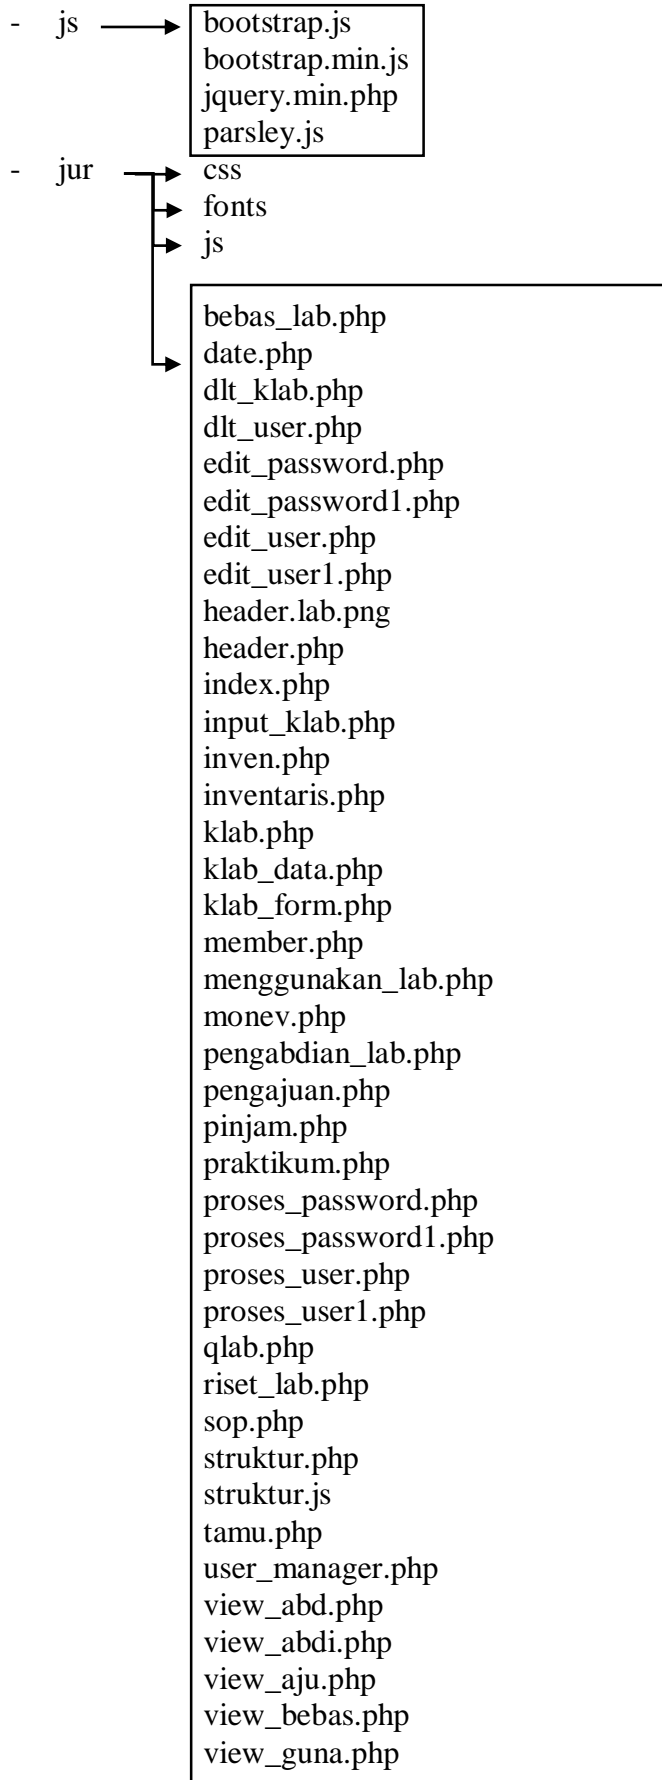 - js bootstrap.js
bootstrap.min.js
jquery.min.php
parsley.js
- jur css
fonts
js
bebas_lab.php
date.php
dlt_klab.php
dlt_user.php
edit_password.php
edit_password1.php
edit_user.php
edit_user1.php
header.lab.png
header.php
index.php
input_klab.php
inven.php
inventaris.php
klab.php
klab_data.php
klab_form.php
member.php
menggunakan_lab.php
monev.php
pengabdian_lab.php
pengajuan.php
pinjam.php
praktikum.php
proses_password.php
proses_password1.php
proses_user.php
proses_user1.php
qlab.php
riset_lab.php
sop.php
struktur.php
struktur.js
tamu.php
user_manager.php
view_abd.php
view_abdi.php
view_aju.php
view_bebas.php
view_guna.php